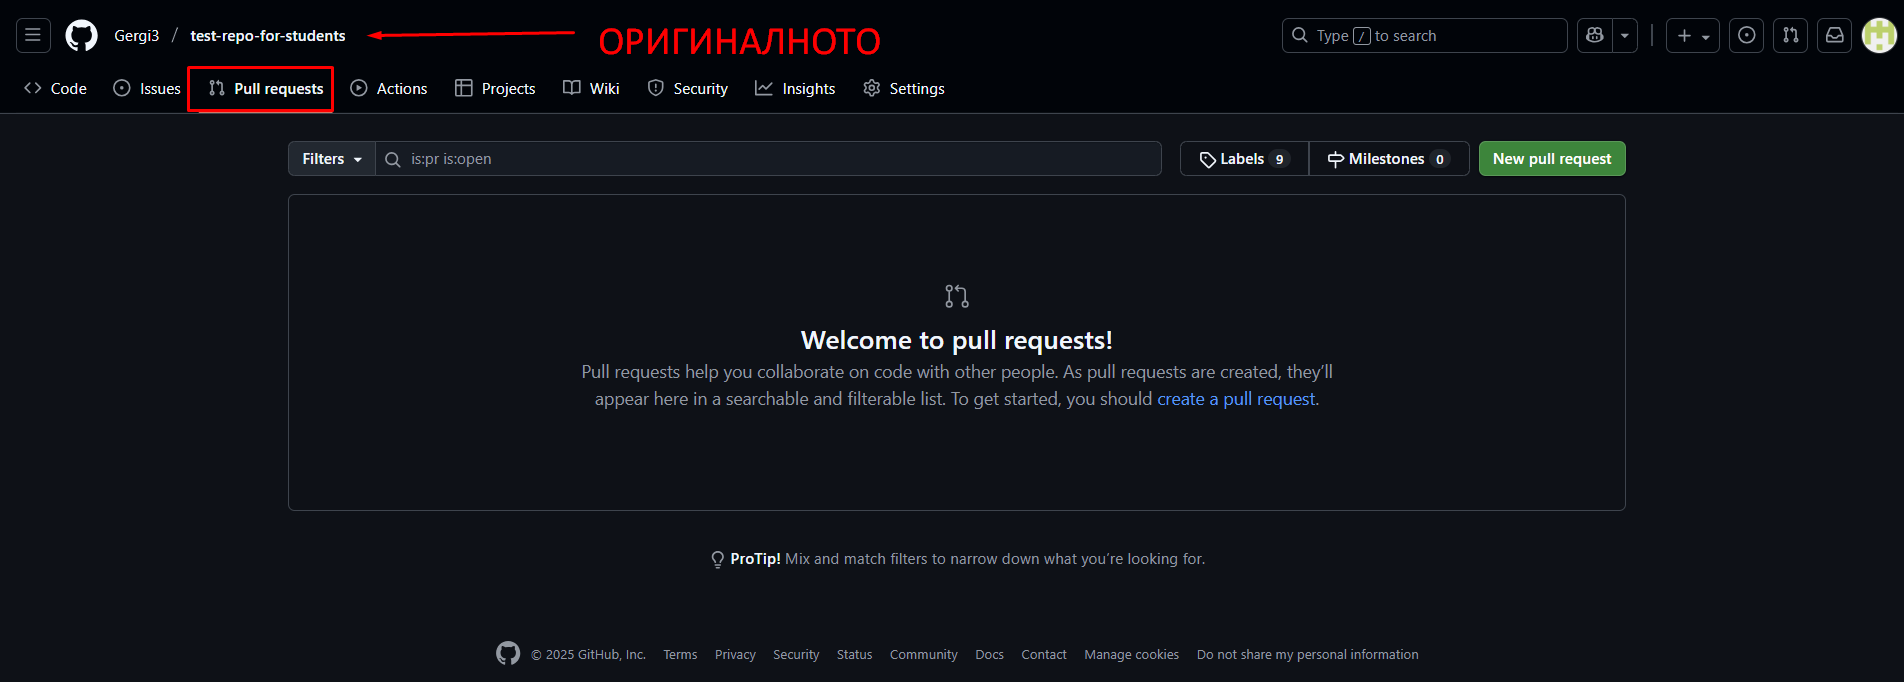 Gergi3 / test-repo-for-students
ОРИГИНАЛНОТО
Type / to search
Code
Issues
Pull requests
Actions
Projects
Wiki
Security
Insights
Settings
Filters
is:pr is:open
Labels 9
Milestones 0
New pull request
Welcome to pull requests!
Pull requests help you collaborate on code with other people. As pull requests are created, they’ll
appear here in a searchable and filterable list. To get started, you should create a pull request.
ProTip! Mix and match filters to narrow down what you’re looking for.
© 2025 GitHub, Inc.
Terms
Privacy
Security
Status
Community
Docs
Contact
Manage cookies
Do not share my personal information